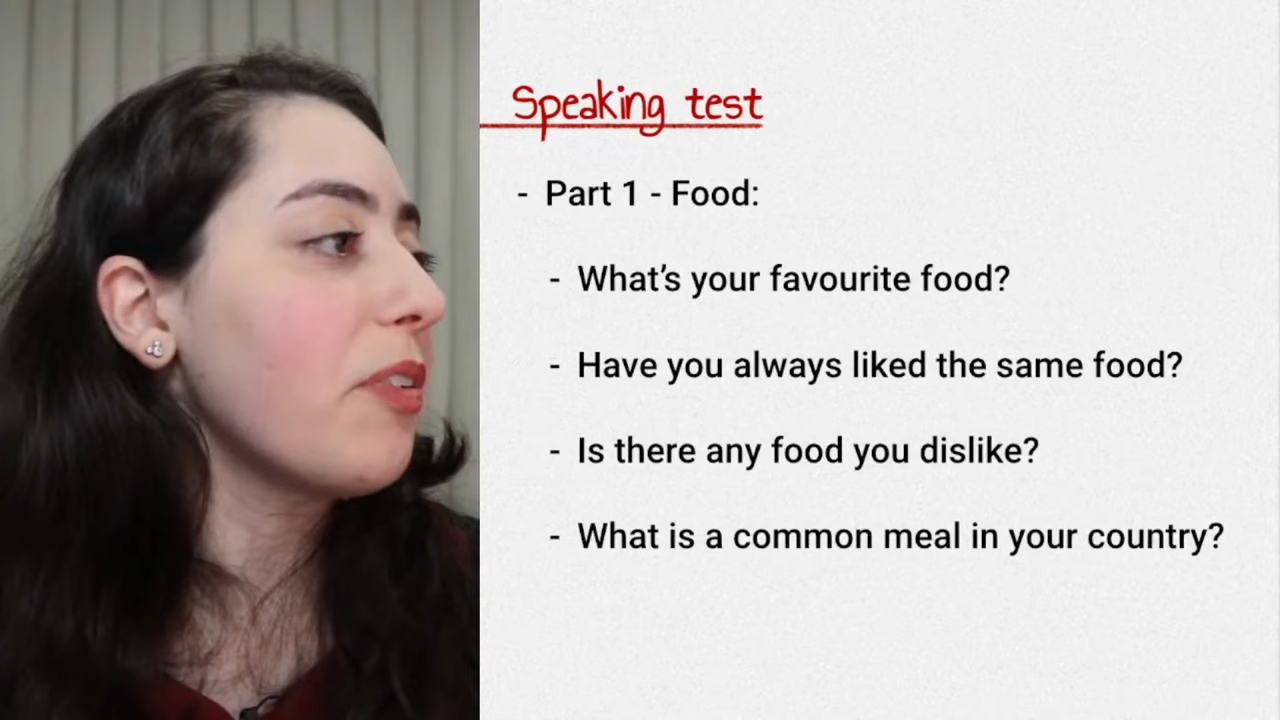 Speaking test
- Part 1 - Food:
- What's your favourite food?
- Have you always liked the same food?
- Is there any food you dislike?
- What is a common meal in your country?